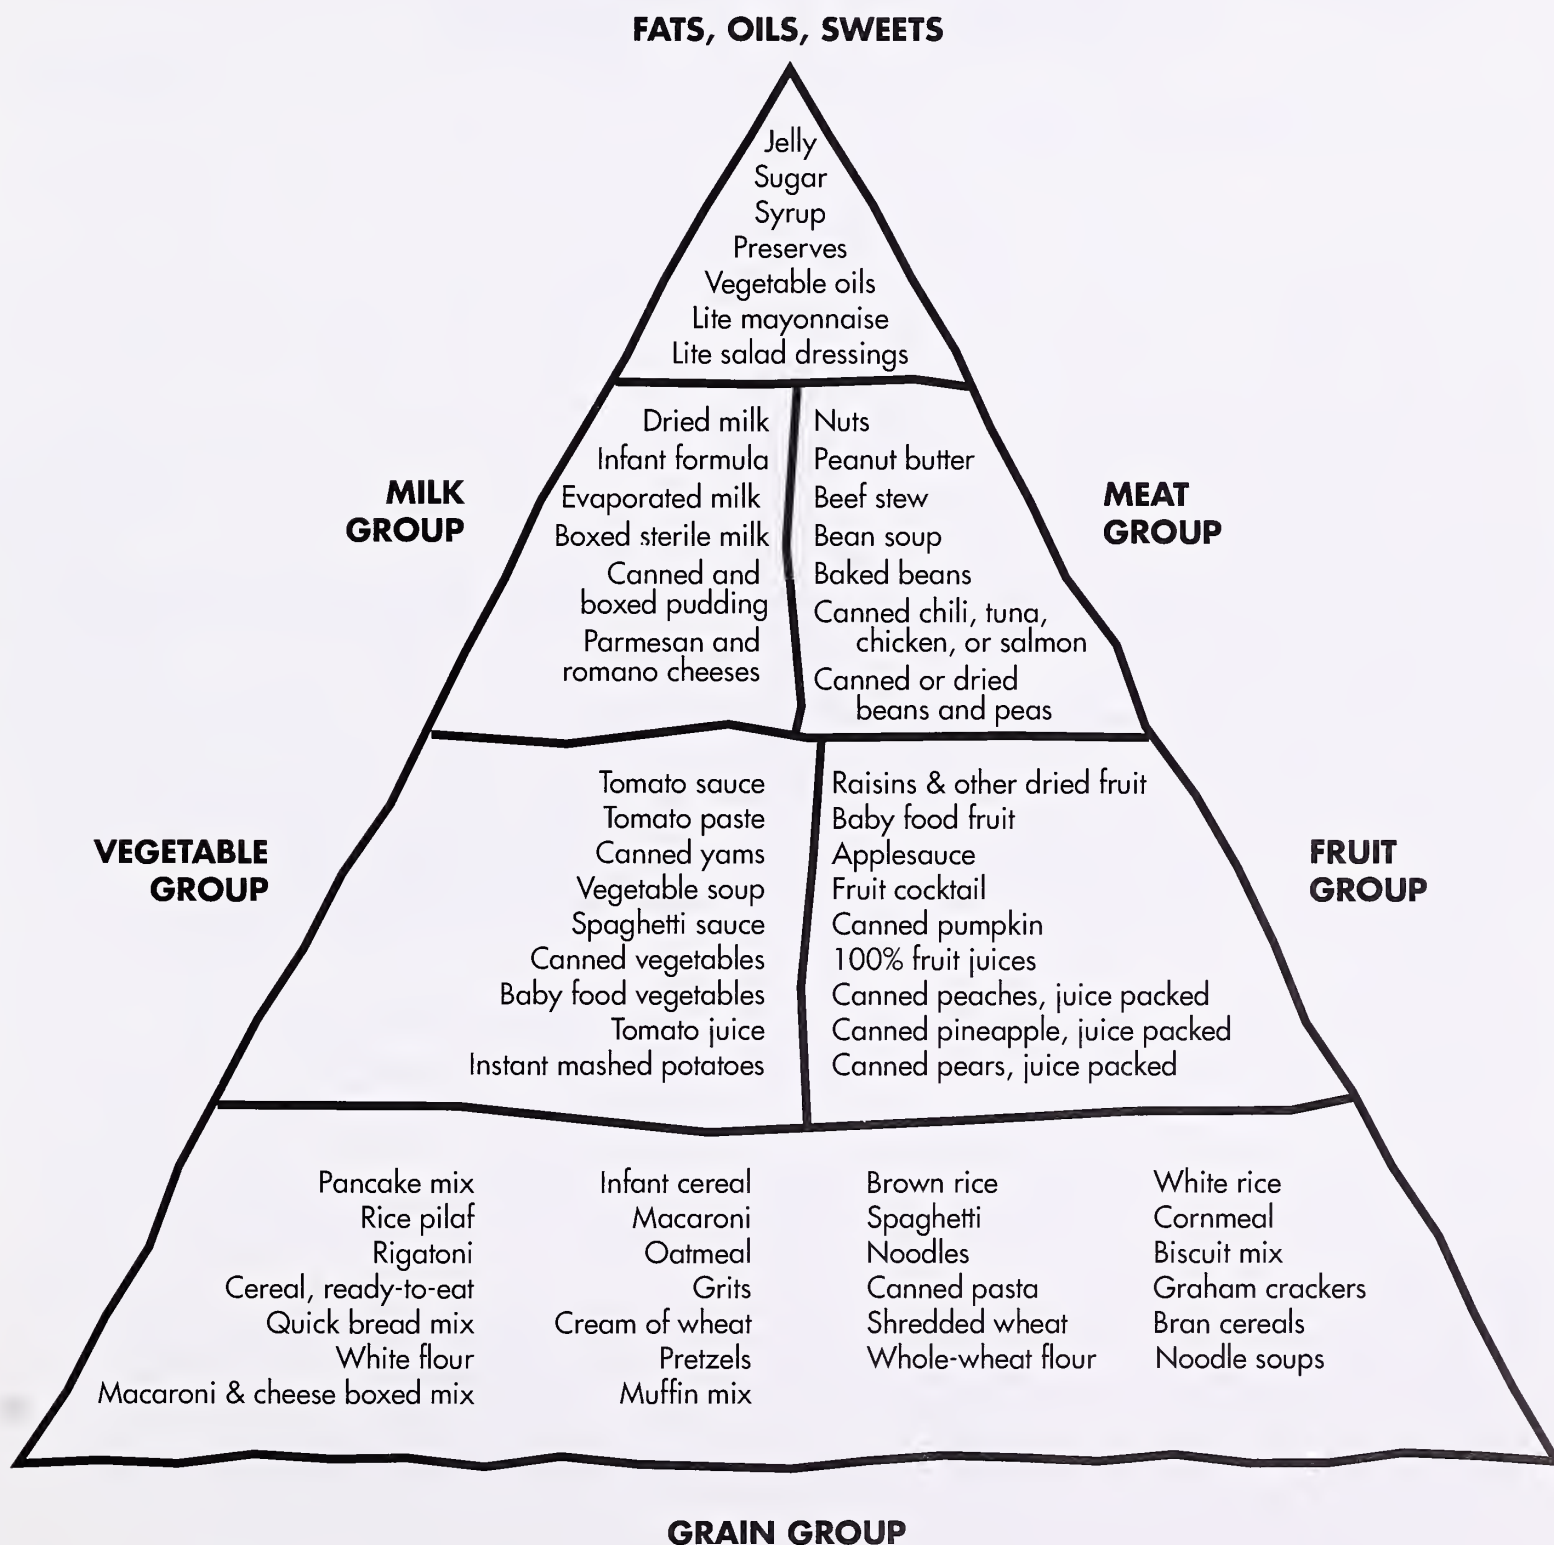 FATS, OILS, SWEETS
Jelly
Sugar
Syrup
Preserves
Vegetable oils
Lite mayonnaise
Lite salad dressings
MILK
GROUP
Dried milk
Infant formula
Evaporated milk
Boxed sterile milk
Canned and
boxed pudding
Parmesan and
romano cheeses
Nuts
Peanut butter
Beef stew
Bean soup
Baked beans
Canned chili, tuna,
chicken, or salmon
Canned or dried
beans and peas
MEAT
GROUP
VEGETABLE
GROUP
Tomato sauce
Tomato paste
Canned yams
Vegetable soup
Spaghetti sauce
Canned vegetables
Baby food vegetables
Tomato juice
Instant mashed potatoes
Raisins & other dried fruit
Baby food fruit
Applesauce
Fruit cocktail
Canned pumpkin
100% fruit juices
Canned peaches, juice packed
Canned pineapple, juice packed
Canned pears, juice packed
FRUIT
GROUP
Pancake mix
Rice pilaf
Rigatoni
Cereal, ready-to-eat
Quick bread mix
White flour
Macaroni & cheese boxed mix
Infant cereal
Macaroni
Oatmeal
Grits
Cream of wheat
Pretzels
Muffin mix
Brown rice
Spaghetti
Noodles
Canned pasta
Shredded wheat
Whole-wheat flour
White rice
Cornmeal
Biscuit mix
Graham crackers
Bran cereals
Noodle soups
GRAIN GROUP